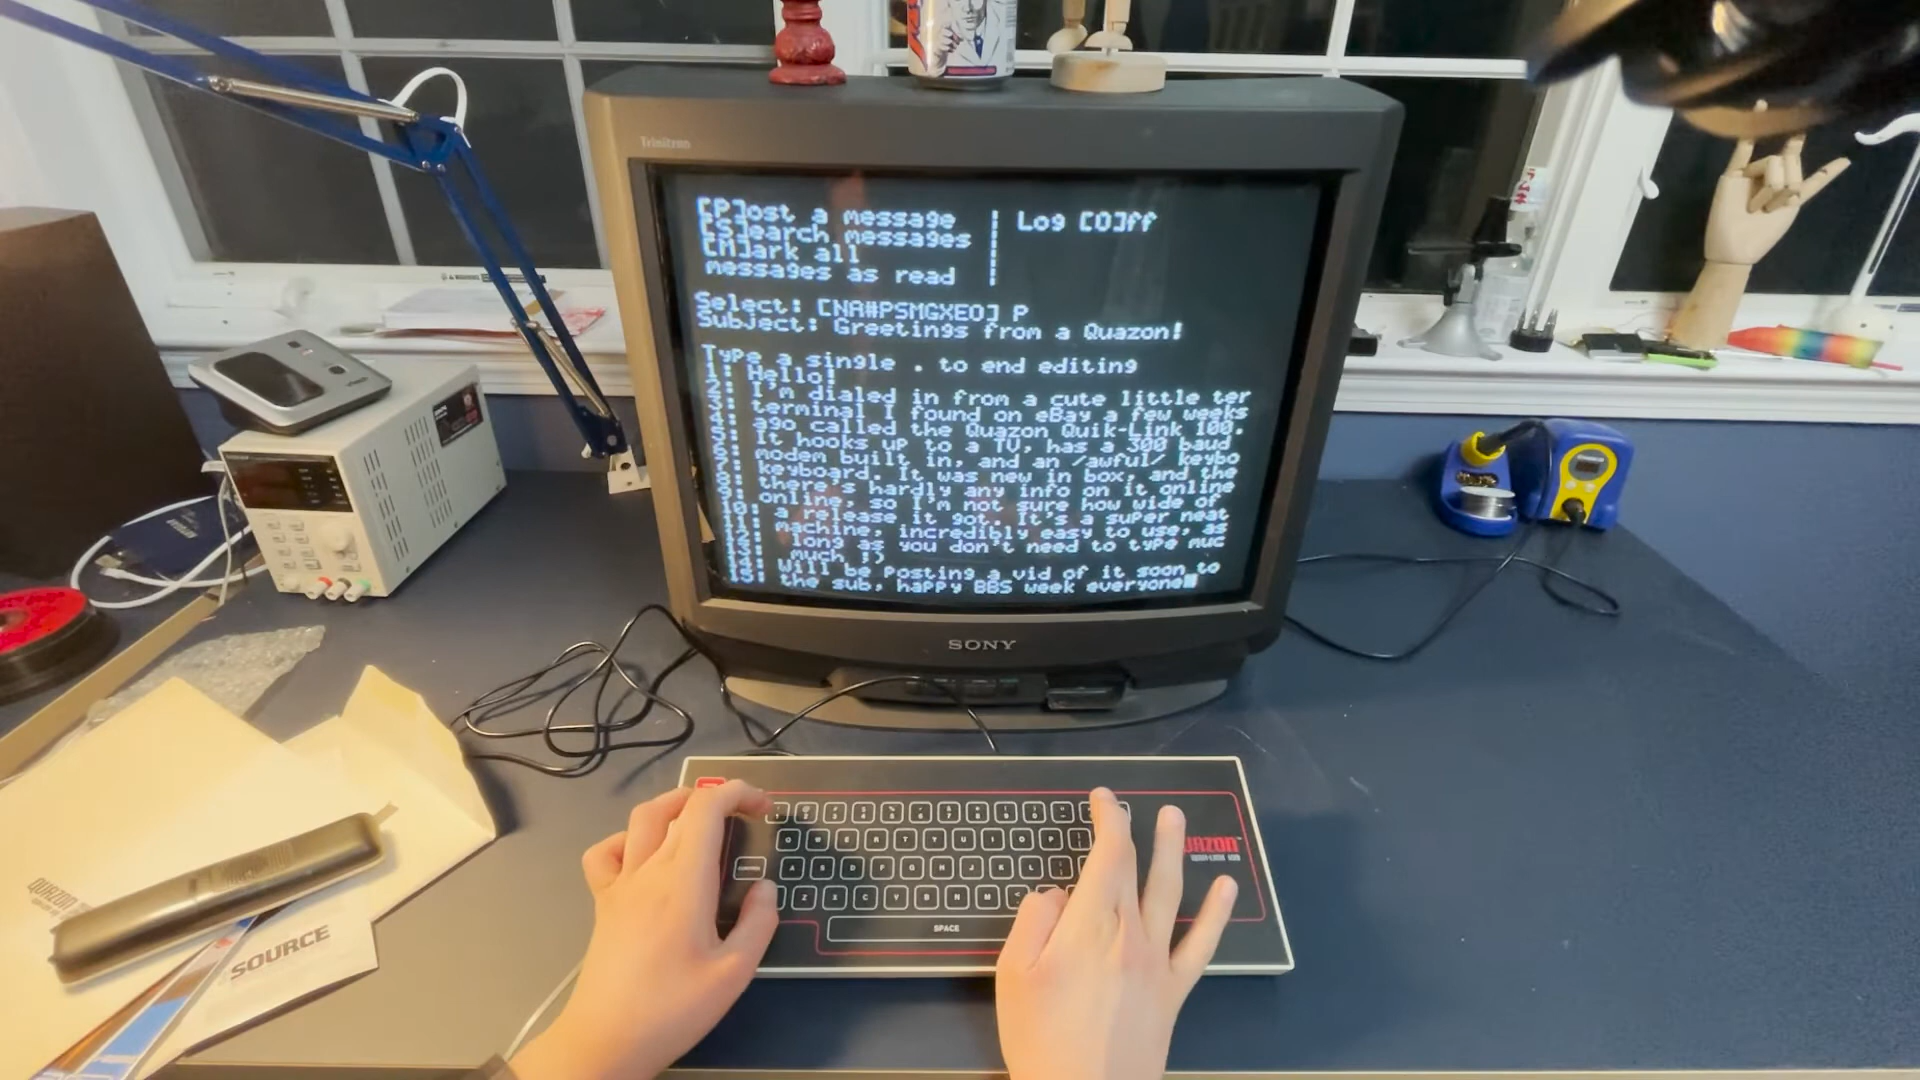 Trinitron
[P]ost a message | Log [O]ff
[S]earch messages |
[M]ark all |
messages as read |
Select: [NA#PSMGXEO] P
Subject: Greetings from a Quazon!
Type a single . to end editing
1: Hello!
2: I'm dialed in from a cute little ter
3: terminal I found on eBay a few weeks
4: ago called the Quazon Quik-Link 100.
5: It hooks up to a TV, has a 300 baud
6: modem built in, and an /awful/ keybo
7: keyboard. It was new in box, and the
8: there's hardly any info on it online
9: online, so I'm not sure how wide of
10: a release it got. It's a super neat
11: machine, incredibly easy to use, as
12: long as you don't need to type muc
13: much :)
14: Will be posting a vid of it soon to
15: the sub, happy BBS week everyone
SONY
Q W E R T Y U I O P
CONTROL A S D F G H J K L
Z X C V B N M
SPACE
UAZON
QUIK-LINK 100
QUAZON
SOURCE